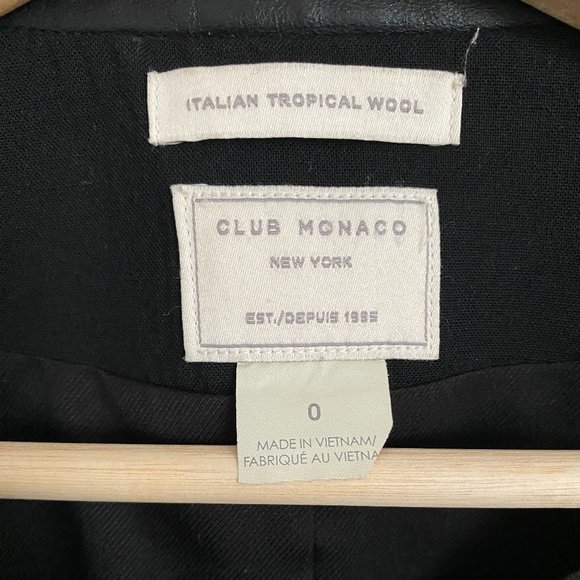 ITALIAN TROPICAL WOOL
CLUB MONACO
NEW YORK
EST./DEPUIS 1985
0
MADE IN VIETNAM/
FABRIQUÉ AU VIETNA